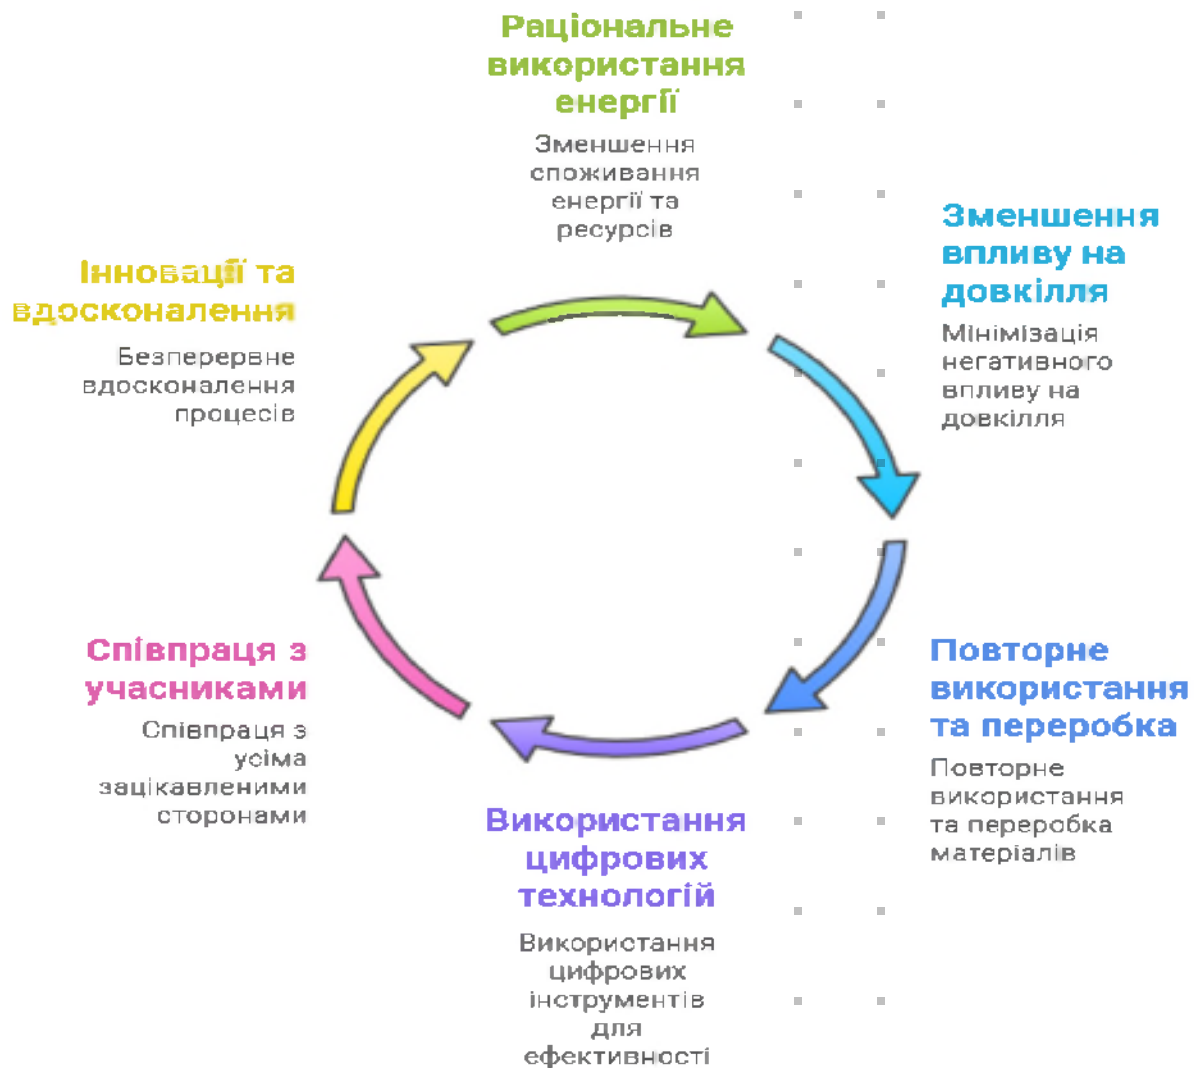 Раціональне
використання
енергії
Зменшення
споживання
енергії та
ресурсів
Зменшення
впливу на
довкілля
Мінімізація
негативного
впливу на
довкілля
Повторне
використання
та переробка
Повторне
використання
та переробка
матеріалів
Використання
цифрових
технологій
Використання
цифрових
інструментів
для
ефективності
Співпраця з
учасниками
Співпраця з
усіма
зацікавленими
сторонами
Інновації та
вдосконалення
Безперервне
вдосконалення
процесів